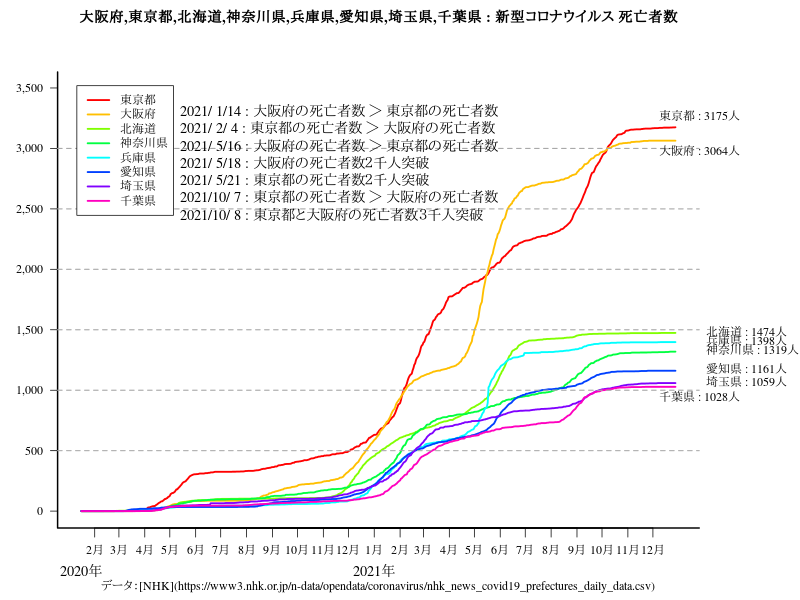 大阪府,東京都,北海道,神奈川県,兵庫県,愛知県,埼玉県,千葉県 : 新型コロナウイルス 死亡者数
3,500
3,000
2,500
2,000
1,500
1,000
500
0
東京都
大阪府
北海道
神奈川県
兵庫県
愛知県
埼玉県
千葉県
2021/ 1/14 : 大阪府の死亡者数 > 東京都の死亡者数
2021/ 2/ 4 : 東京都の死亡者数 > 大阪府の死亡者数
2021/ 5/16 : 大阪府の死亡者数 > 東京都の死亡者数
2021/ 5/18 : 大阪府の死亡者数2千人突破
2021/ 5/21 : 東京都の死亡者数2千人突破
2021/10/ 7 : 東京都の死亡者数 > 大阪府の死亡者数
2021/10/ 8 : 東京都と大阪府の死亡者数3千人突破
東京都 : 3175人
大阪府 : 3064人
北海道 : 1474人
兵庫県 : 1398人
神奈川県 : 1319人
愛知県 : 1161人
埼玉県 : 1059人
千葉県 : 1028人
2月 3月 4月 5月 6月 7月 8月 9月 10月 11月 12月 1月 2月 3月 4月 5月 6月 7月 8月 9月 10月 11月 12月
2020年 2021年
データ：[NHK](https://www3.nhk.or.jp/n-data/opendata/coronavirus/nhk_news_covid19_prefectures_daily_data.csv)